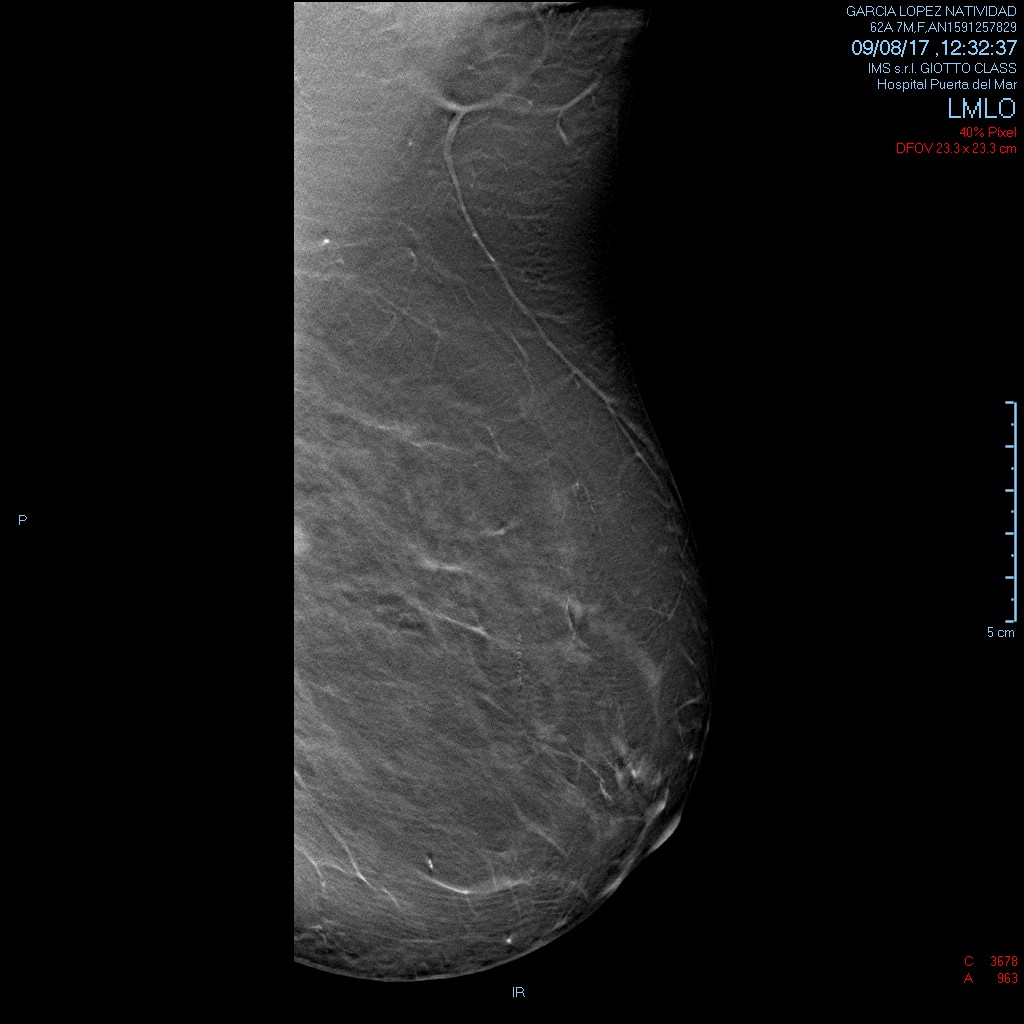 GARCIA LOPEZ NATIVIDAD
62A 7M,F,AN1591257829
09/08/17 ,12:32:37
IMS s.r.l. GIOTTO CLASS
Hospital Puerta del Mar
LMLO
40% Pixel
DFOV 23.3 x 23.3 cm
P
5 cm
C 3678
A 963
IR